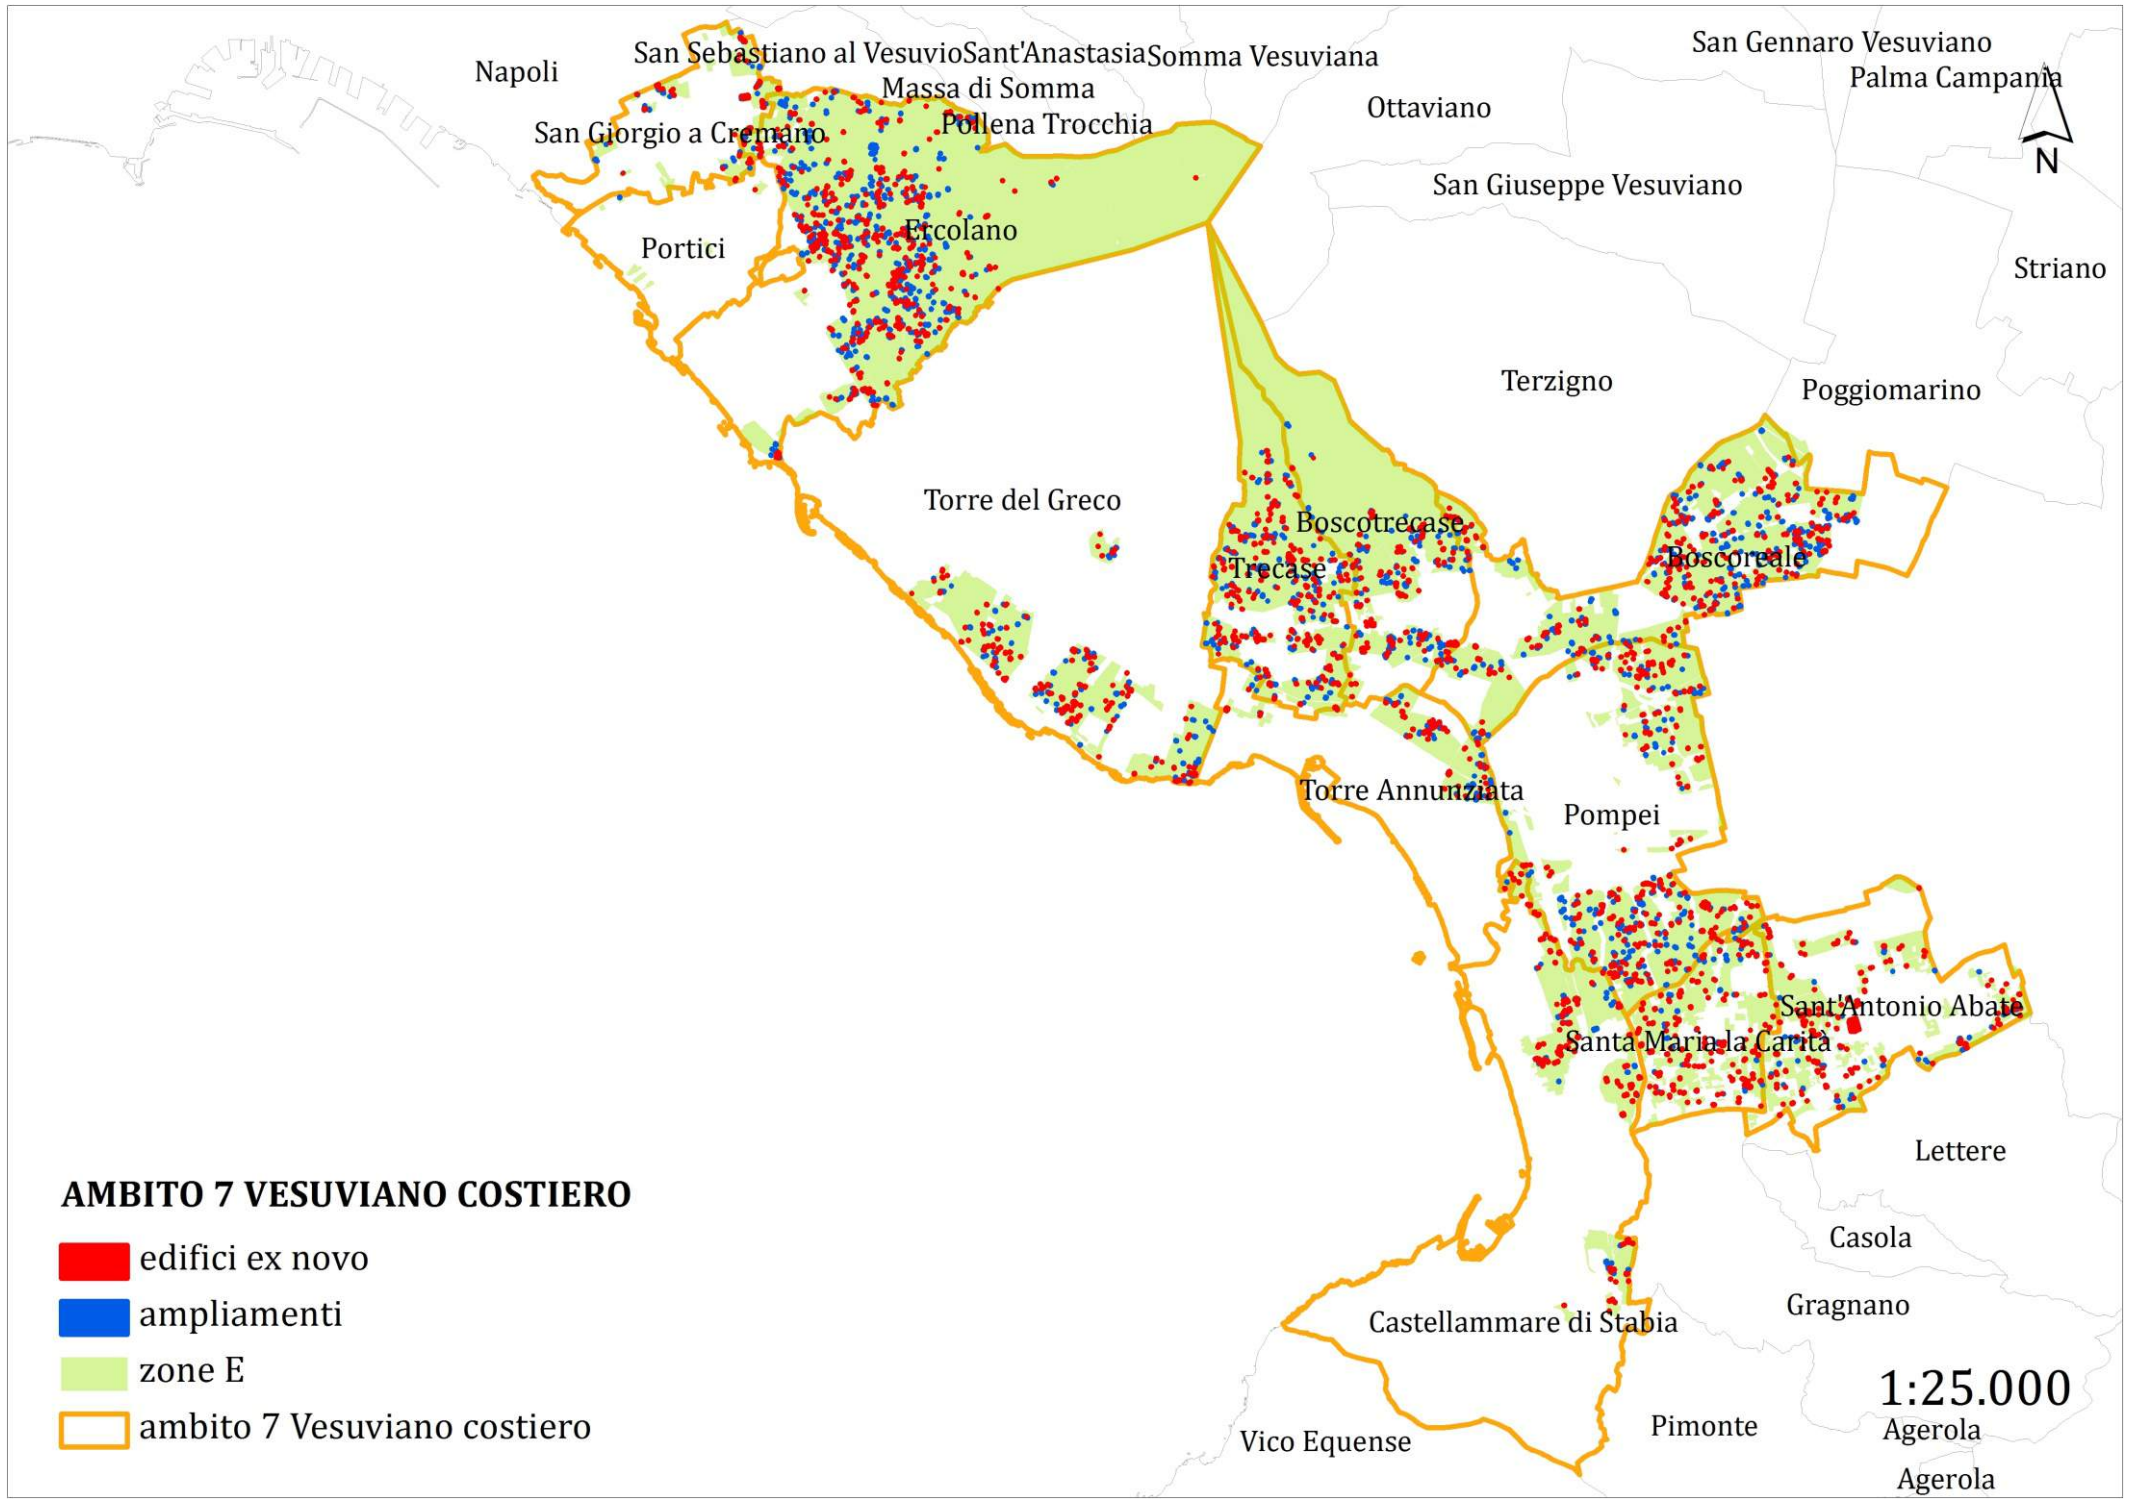 San Gennaro Vesuviano
San Sebastiano al Vesuvio Sant'Anastasia Somma Vesuviana
Napoli
Palma Campania
Massa di Somma
Ottaviano
Pollena Trocchia
San Giorgio a Cremano
N
San Giuseppe Vesuviano
Ercolano
Portici
Striano
Terzigno
Poggiomarino
Torre del Greco
Boscotrecase
Boscoreale
Trecase
Torre Annunziata
Pompei
Sant'Antonio Abate
Santa Maria la Carità
Lettere
Casola
Gragnano
Castellammare di Stabia
Pimonte
Vico Equense
AMBITO 7 VESUVIANO COSTIERO
edifici ex novo
ampliamenti
zone E
ambito 7 Vesuviano costiero
1:25.000
Agerola
Agerola